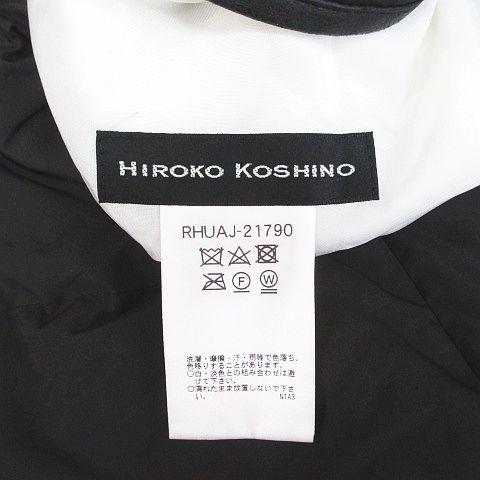 HIROKO KOSHINO
RHUAJ-21790
F W
洗濯・摩擦・汗・雨等で色落ち、
色移りすることがあります。
○白・淡色との組み合わせは避
けて下さい。
○濡れたまま放置しないで下さ
い。 N1A3